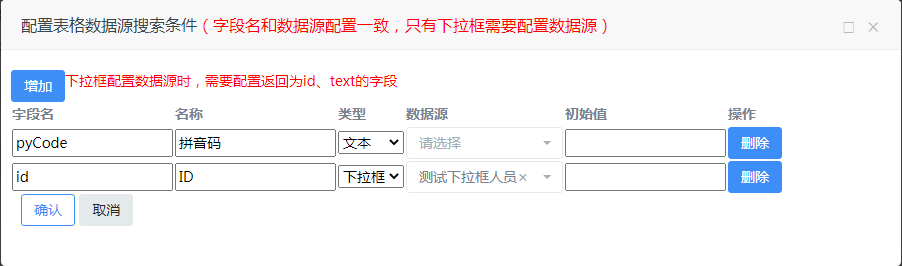 配置表格数据源搜索条件（字段名和数据源配置一致，只有下拉框需要配置数据源）
增加 下拉框配置数据源时，需要配置返回为id、text的字段
字段名 名称 类型 数据源 初始值 操作
pyCode 拼音码 文本 请选择 删除
id ID 下拉框 测试下拉框人员× 删除
确认 取消